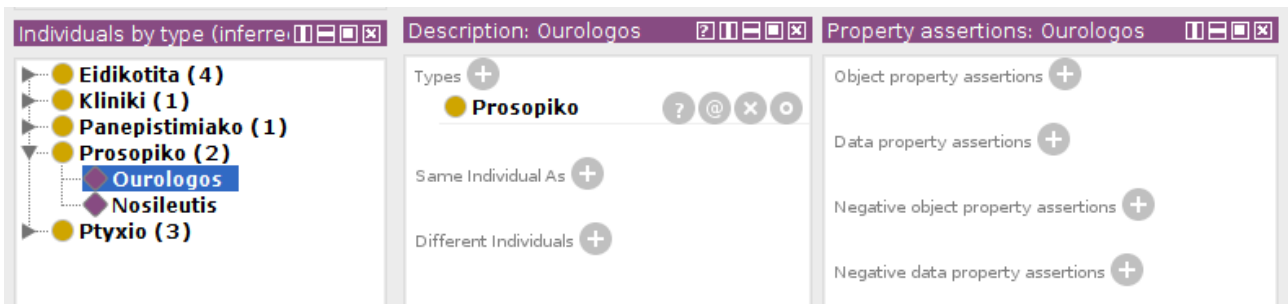 Individuals by type (inferre
Eidikotita (4)
Kliniki (1)
Panepistimiako (1)
Prosopiko (2)
Ourologos
Nosileutis
Ptyxio (3)
Description: Ourologos
Types
Prosopiko
Same Individual As
Different Individuals
Property assertions: Ourologos
Object property assertions
Data property assertions
Negative object property assertions
Negative data property assertions